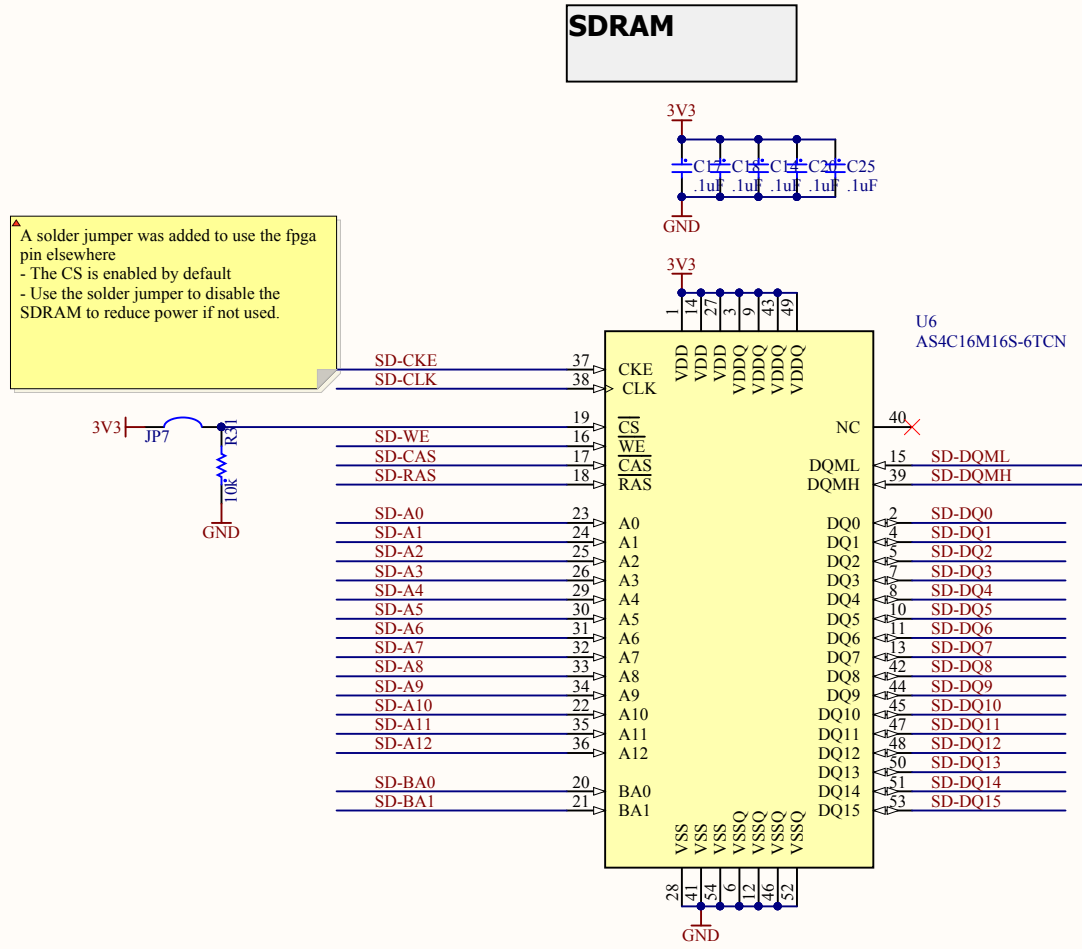 SDRAM
3V3
C17 C18 C14 C20 C25
.1uF .1uF .1uF .1uF .1uF
GND
A solder jumper was added to use the fpga
pin elsewhere
- The CS is enabled by default
- Use the solder jumper to disable the
SDRAM to reduce power if not used.
3V3
1 14 27 3 9 43 49
VDD VDD VDD VDDQ VDDQ VDDQ VDDQ
U6
AS4C16M16S-6TCN
SD-CKE 37 CKE
SD-CLK 38 CLK
3V3 JP7 19 CS
R31
10k
GND
SD-WE 16 WE
SD-CAS 17 CAS
SD-RAS 18 RAS
SD-A0 23 A0
SD-A1 24 A1
SD-A2 25 A2
SD-A3 26 A3
SD-A4 29 A4
SD-A5 30 A5
SD-A6 31 A6
SD-A7 32 A7
SD-A8 33 A8
SD-A9 34 A9
SD-A10 22 A10
SD-A11 35 A11
SD-A12 36 A12
SD-BA0 20 BA0
SD-BA1 21 BA1
NC 40
DQML 15 SD-DQML
DQMH 39 SD-DQMH
DQ0 2 SD-DQ0
DQ1 4 SD-DQ1
DQ2 5 SD-DQ2
DQ3 7 SD-DQ3
DQ4 8 SD-DQ4
DQ5 10 SD-DQ5
DQ6 11 SD-DQ6
DQ7 13 SD-DQ7
DQ8 42 SD-DQ8
DQ9 44 SD-DQ9
DQ10 45 SD-DQ10
DQ11 47 SD-DQ11
DQ12 48 SD-DQ12
DQ13 50 SD-DQ13
DQ14 51 SD-DQ14
DQ15 53 SD-DQ15
VSS VSS VSS VSSQ VSSQ VSSQ VSSQ
28 41 54 6 12 46 52
GND